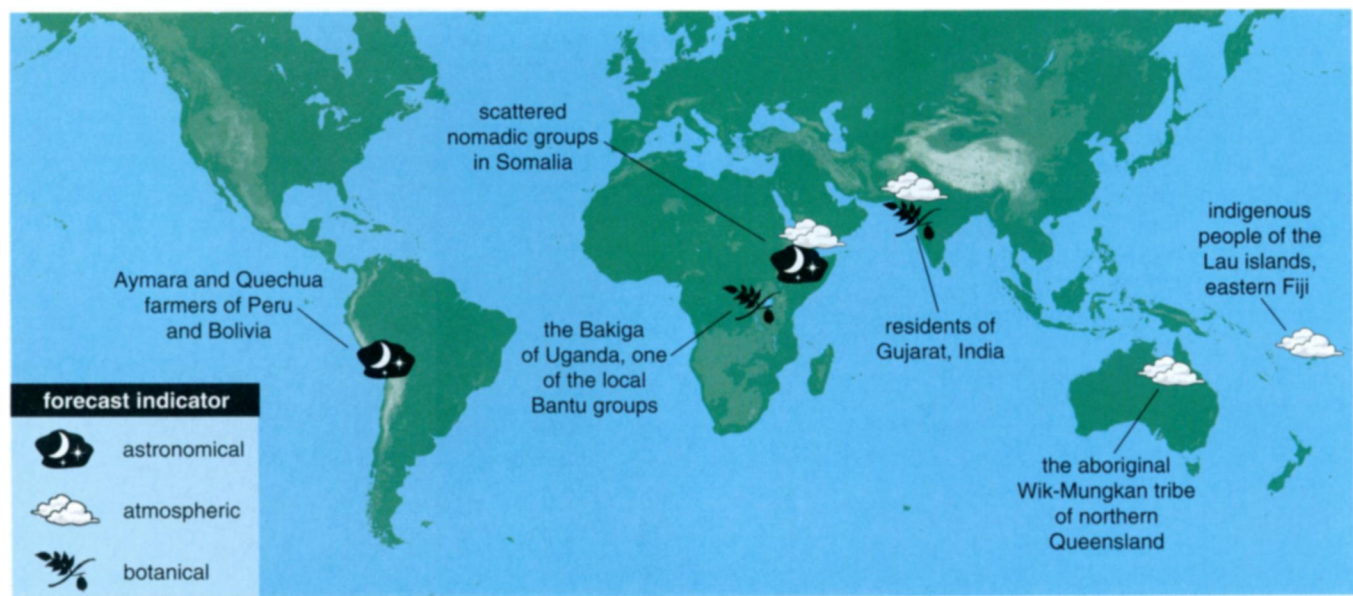 scattered
nomadic groups
in Somalia
indigenous
people of the
Lau islands,
eastern Fiji
Aymara and Quechua
farmers of Peru
and Bolivia
the Bakiga
of Uganda, one
of the local
Bantu groups
residents of
Gujarat, India
the aboriginal
Wik-Mungkan tribe
of northern
Queensland
forecast indicator
astronomical
atmospheric
botanical